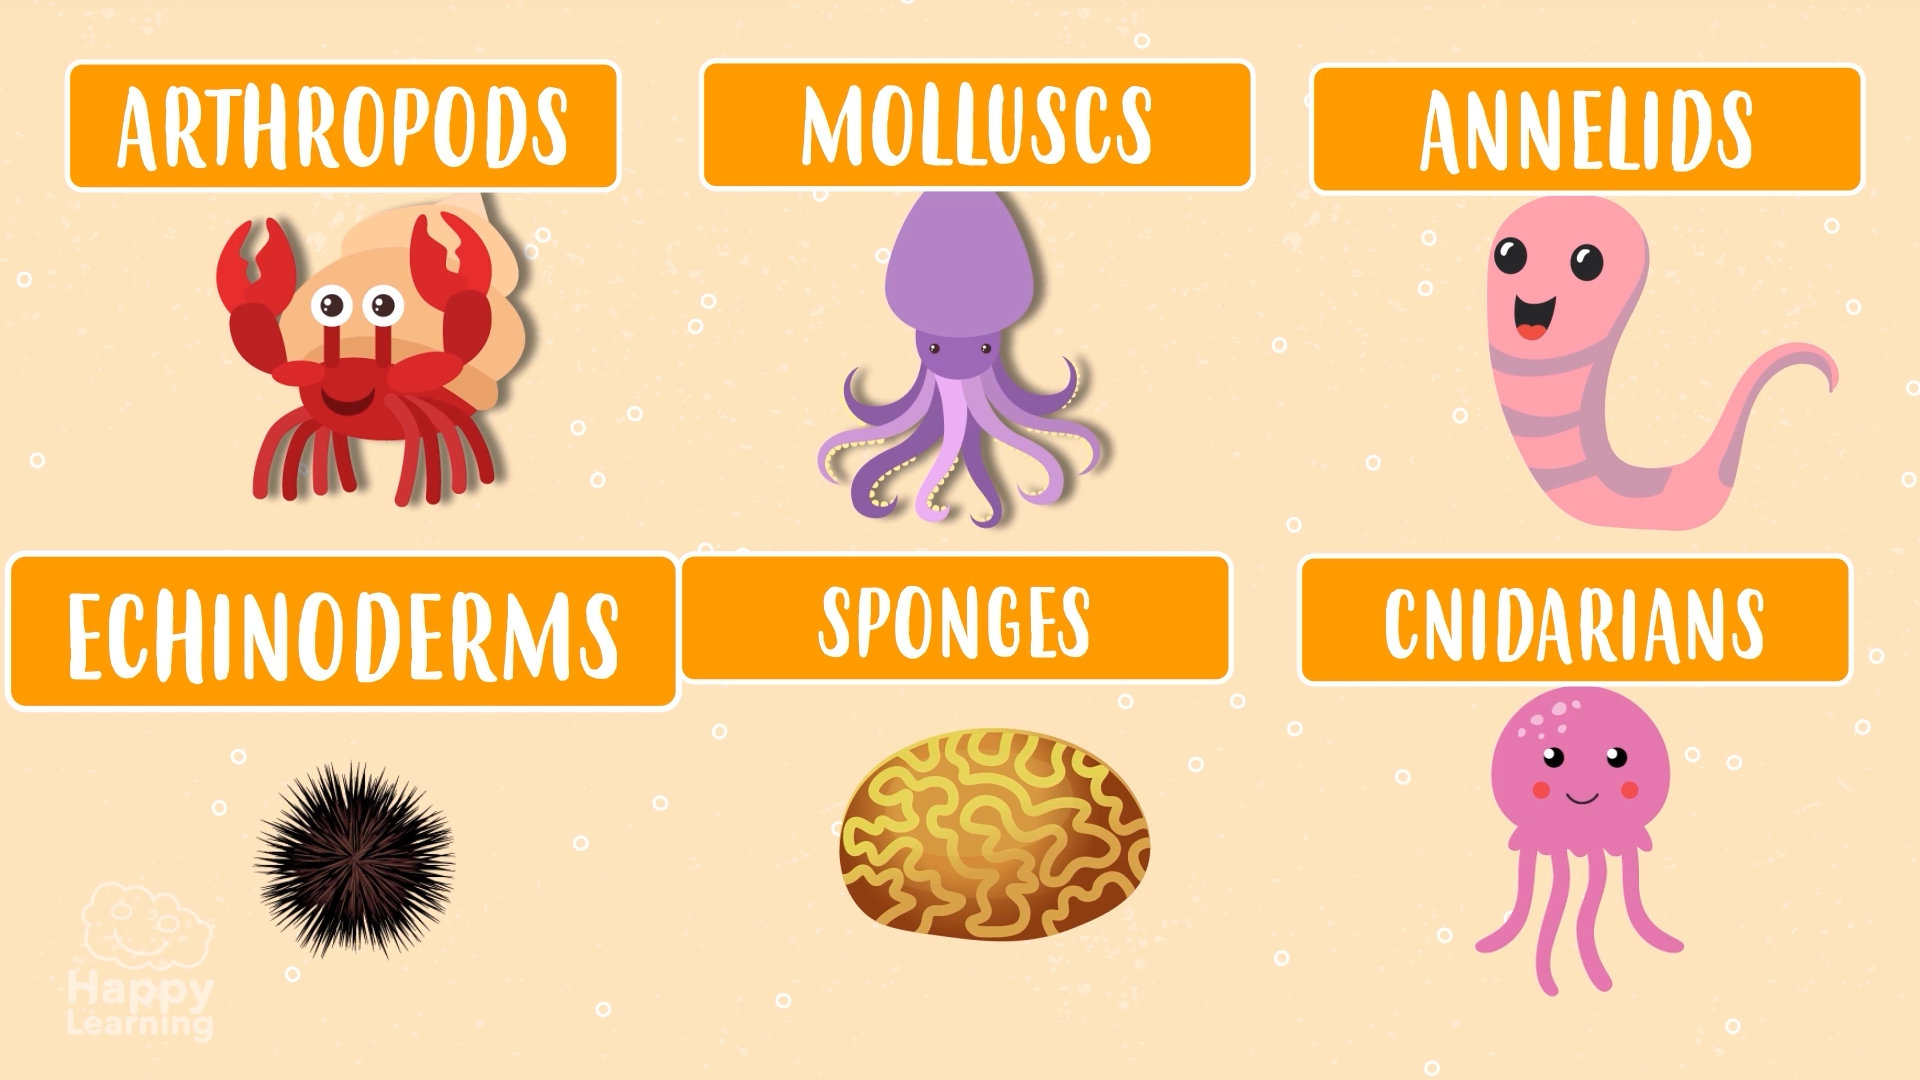 ARTHROPODS
MOLLUSCS
ANNELIDS
ECHINODERMS
SPONGES
CNIDARIANS
Happy
Learning